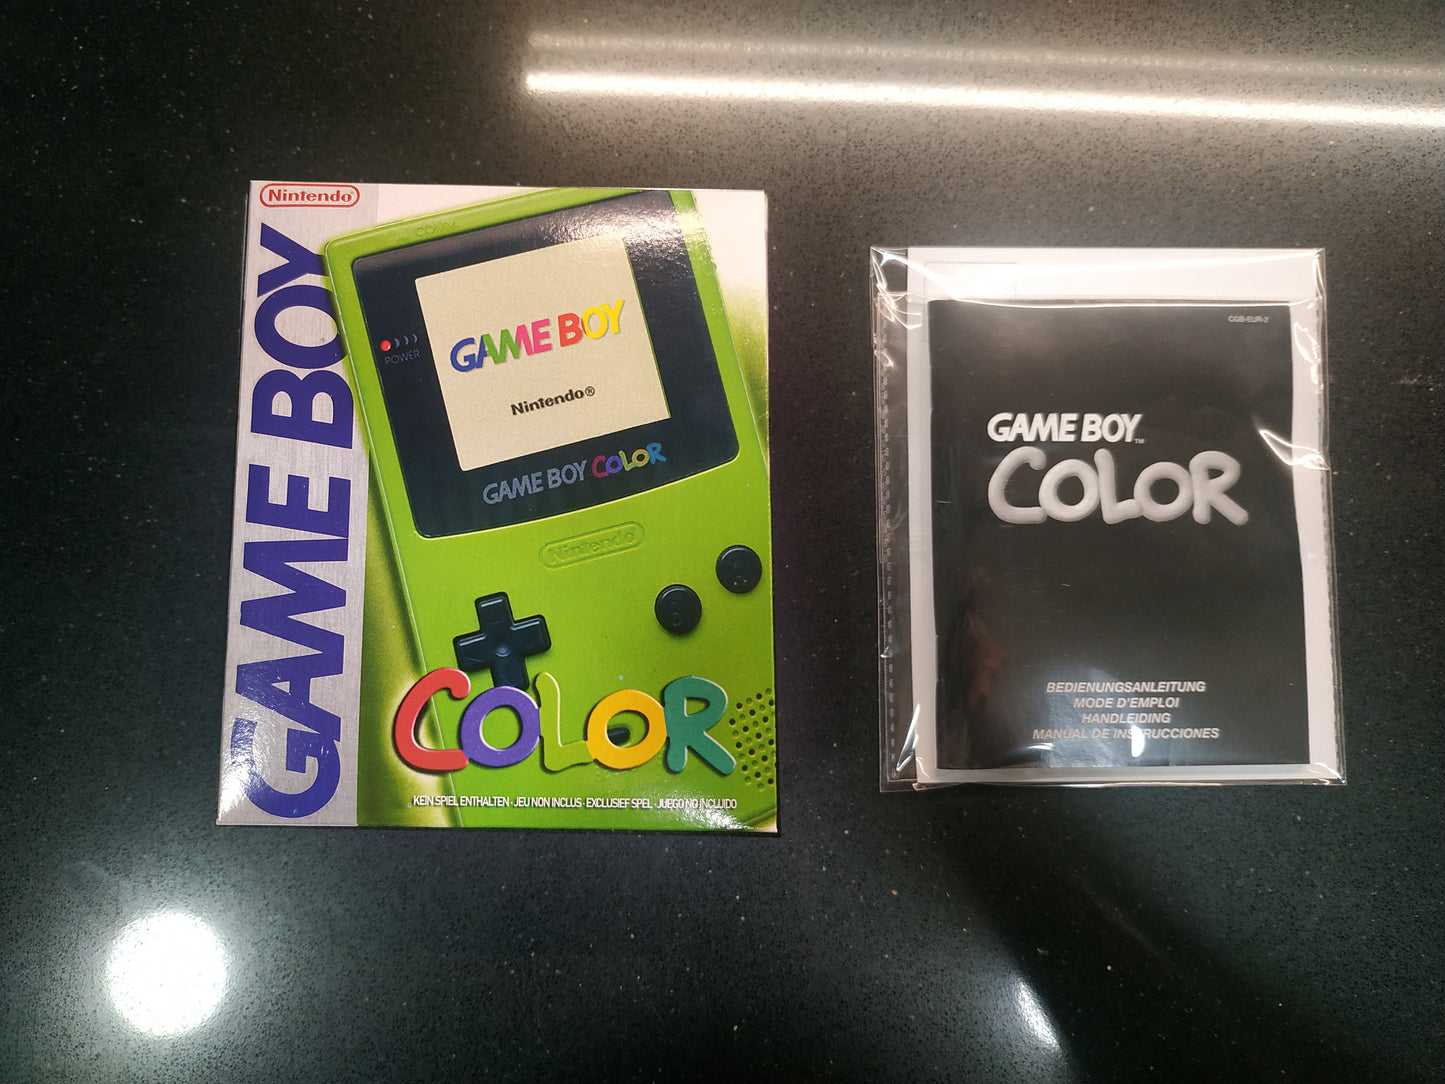 Nintendo®
GAME BOY
COMM
POWER
GAME BOY
Nintendo®
GAME BOY COLOR
Nintendo
A
B
COLOR
KEIN SPIEL ENTHALTEN · JEU NON INCLUS · EXCLUSIEF SPEL · JUEGO NO INCLUIDO
CGB-EUR-2
GAME BOY™
COLOR
BEDIENUNGSANLEITUNG
MODE D'EMPLOI
HANDLEIDING
MANUAL DE INSTRUCCIONES